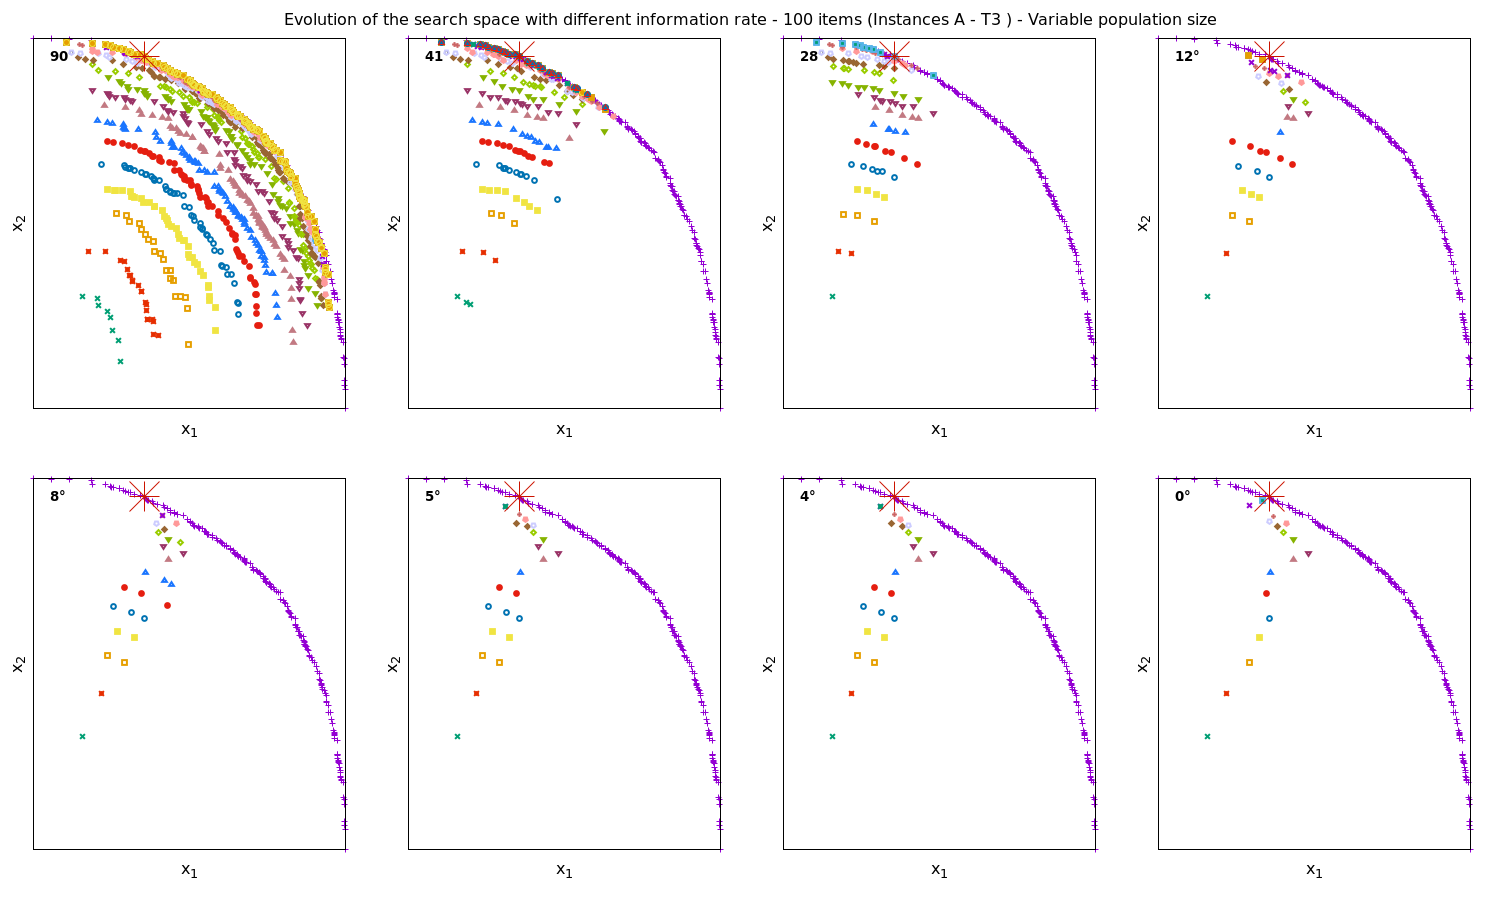 Evolution of the search space with different information rate - 100 items (Instances A - T3 ) - Variable population size
90
41
28
12°
x2
x2
x2
x2
x1
x1
x1
x1
8°
5°
4°
0°
x2
x2
x2
x2
x1
x1
x1
x1